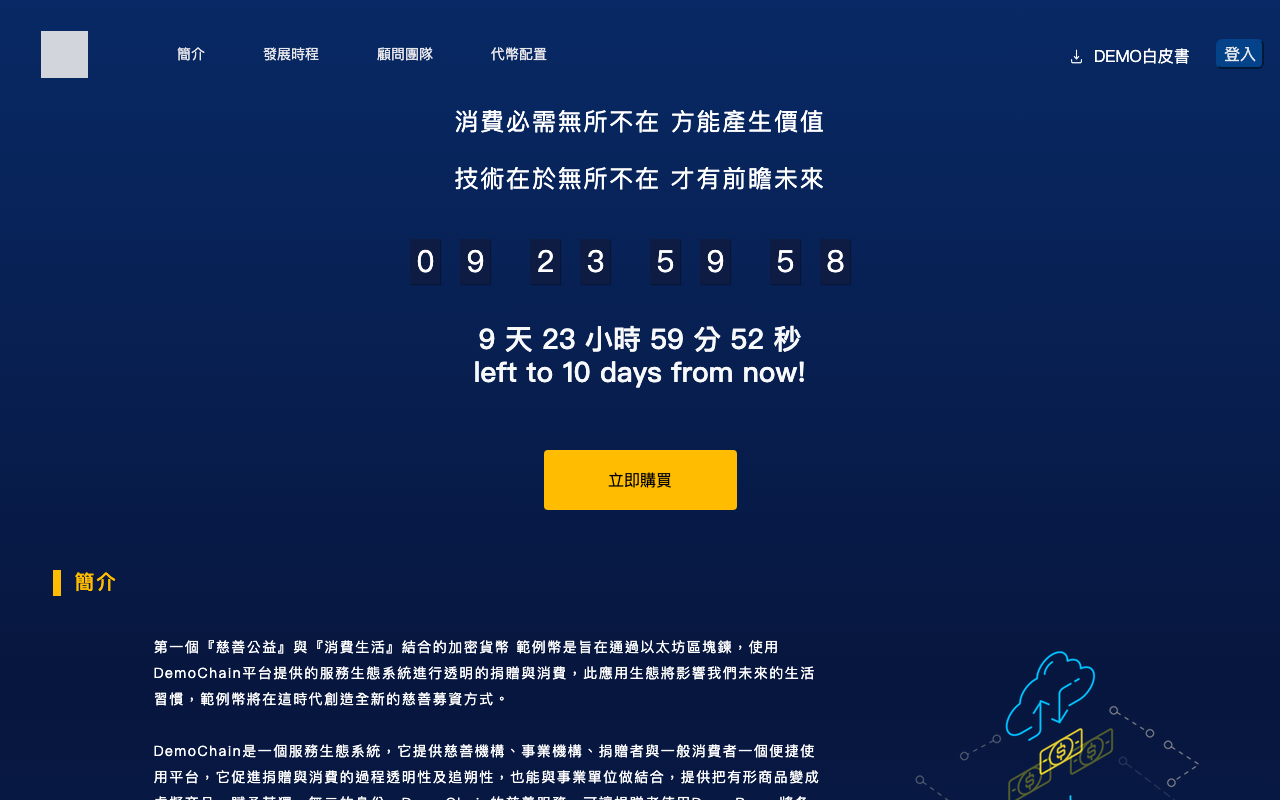 簡介 發展時程 顧問團隊 代幣配置 DEMO白皮書 登入
消費必需無所不在 方能產生價值
技術在於無所不在 才有前瞻未來
09 23 59 58
9 天 23 小時 59 分 52 秒
left to 10 days from now!
立即購買
簡介
第一個『慈善公益』與『消費生活』結合的加密貨幣 範例幣是旨在通過以太坊區塊鍊，使用
DemoChain平台提供的服務生態系統進行透明的捐贈與消費，此應用生態將影響我們未來的生活
習慣，範例幣將在這時代創造全新的慈善募資方式。
DemoChain是一個服務生態系統，它提供慈善機構、事業機構、捐贈者與一般消費者一個便捷使
用平台，它促進捐贈與消費的過程透明性及追朔性，也能與事業單位做結合，提供把有形商品變成